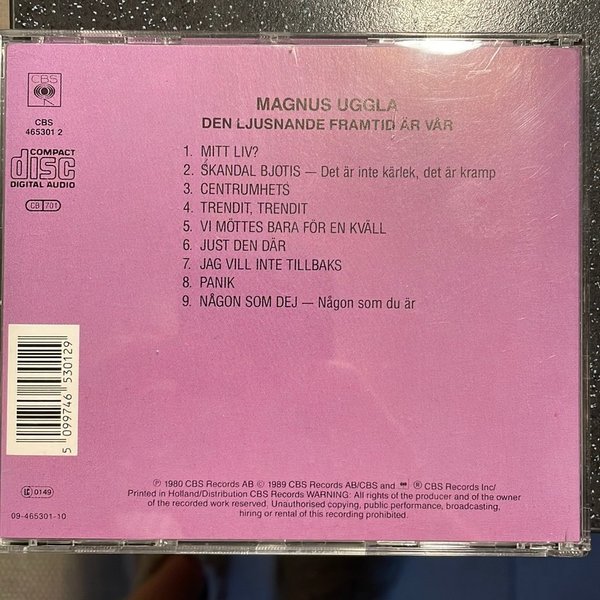 CBS
CBS
465301 2
COMPACT
disc
DIGITAL AUDIO
CB 701
MAGNUS UGGLA
DEN LJUSNANDE FRAMTID ÄR VÅR
1. MITT LIV?
2. SKANDAL BJOTIS — Det är inte kärlek, det är kramp
3. CENTRUMHETS
4. TRENDIT, TRENDIT
5. VI MÖTTES BARA FÖR EN KVÄLL
6. JUST DEN DÄR
7. JAG VILL INTE TILLBAKS
8. PANIK
9. NÅGON SOM DEJ — Någon som du är
5 099746 530129
LC 0149
09-465301-10
℗ 1980 CBS Records AB © 1989 CBS Records AB/CBS and ® CBS Records Inc/
Printed in Holland/Distribution CBS Records WARNING: All rights of the producer and of the owner
of the recorded work reserved. Unauthorised copying, public performance, broadcasting,
hiring or rental of this recording prohibited.